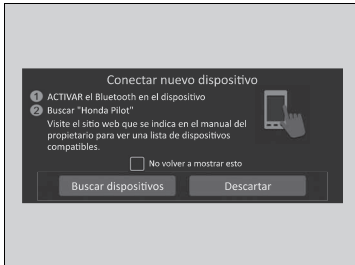 Conectar nuevo dispositivo
1 ACTIVAR el Bluetooth en el dispositivo
2 Buscar "Honda Pilot"
Visite el sitio web que se indica en el manual del
propietario para ver una lista de dispositivos
compatibles.
No volver a mostrar esto
Buscar dispositivos
Descartar